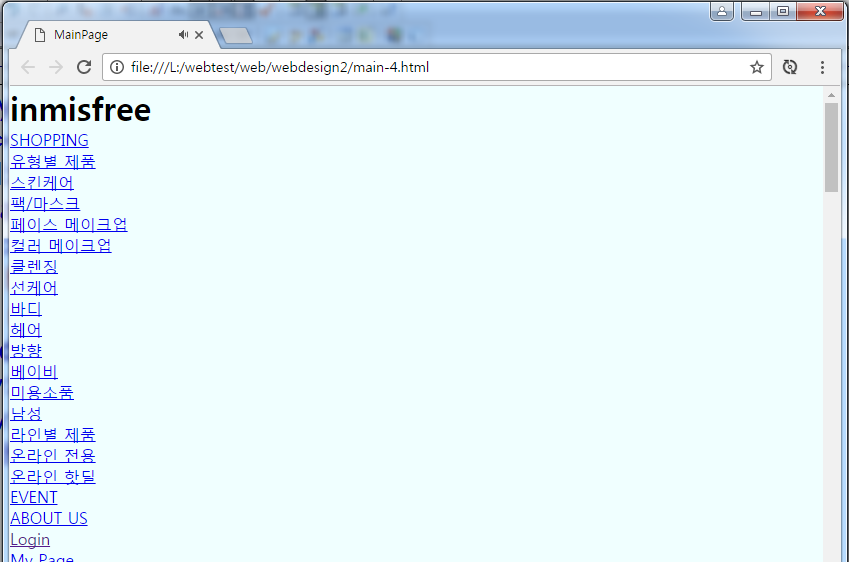 MainPage
file:///L:/webtest/web/webdesign2/main-4.html
inmisfree
SHOPPING
유형별 제품
스킨케어
팩/마스크
페이스 메이크업
컬러 메이크업
클렌징
선케어
바디
헤어
방향
베이비
미용소품
남성
라인별 제품
온라인 전용
온라인 핫딜
EVENT
ABOUT US
Login
My Page